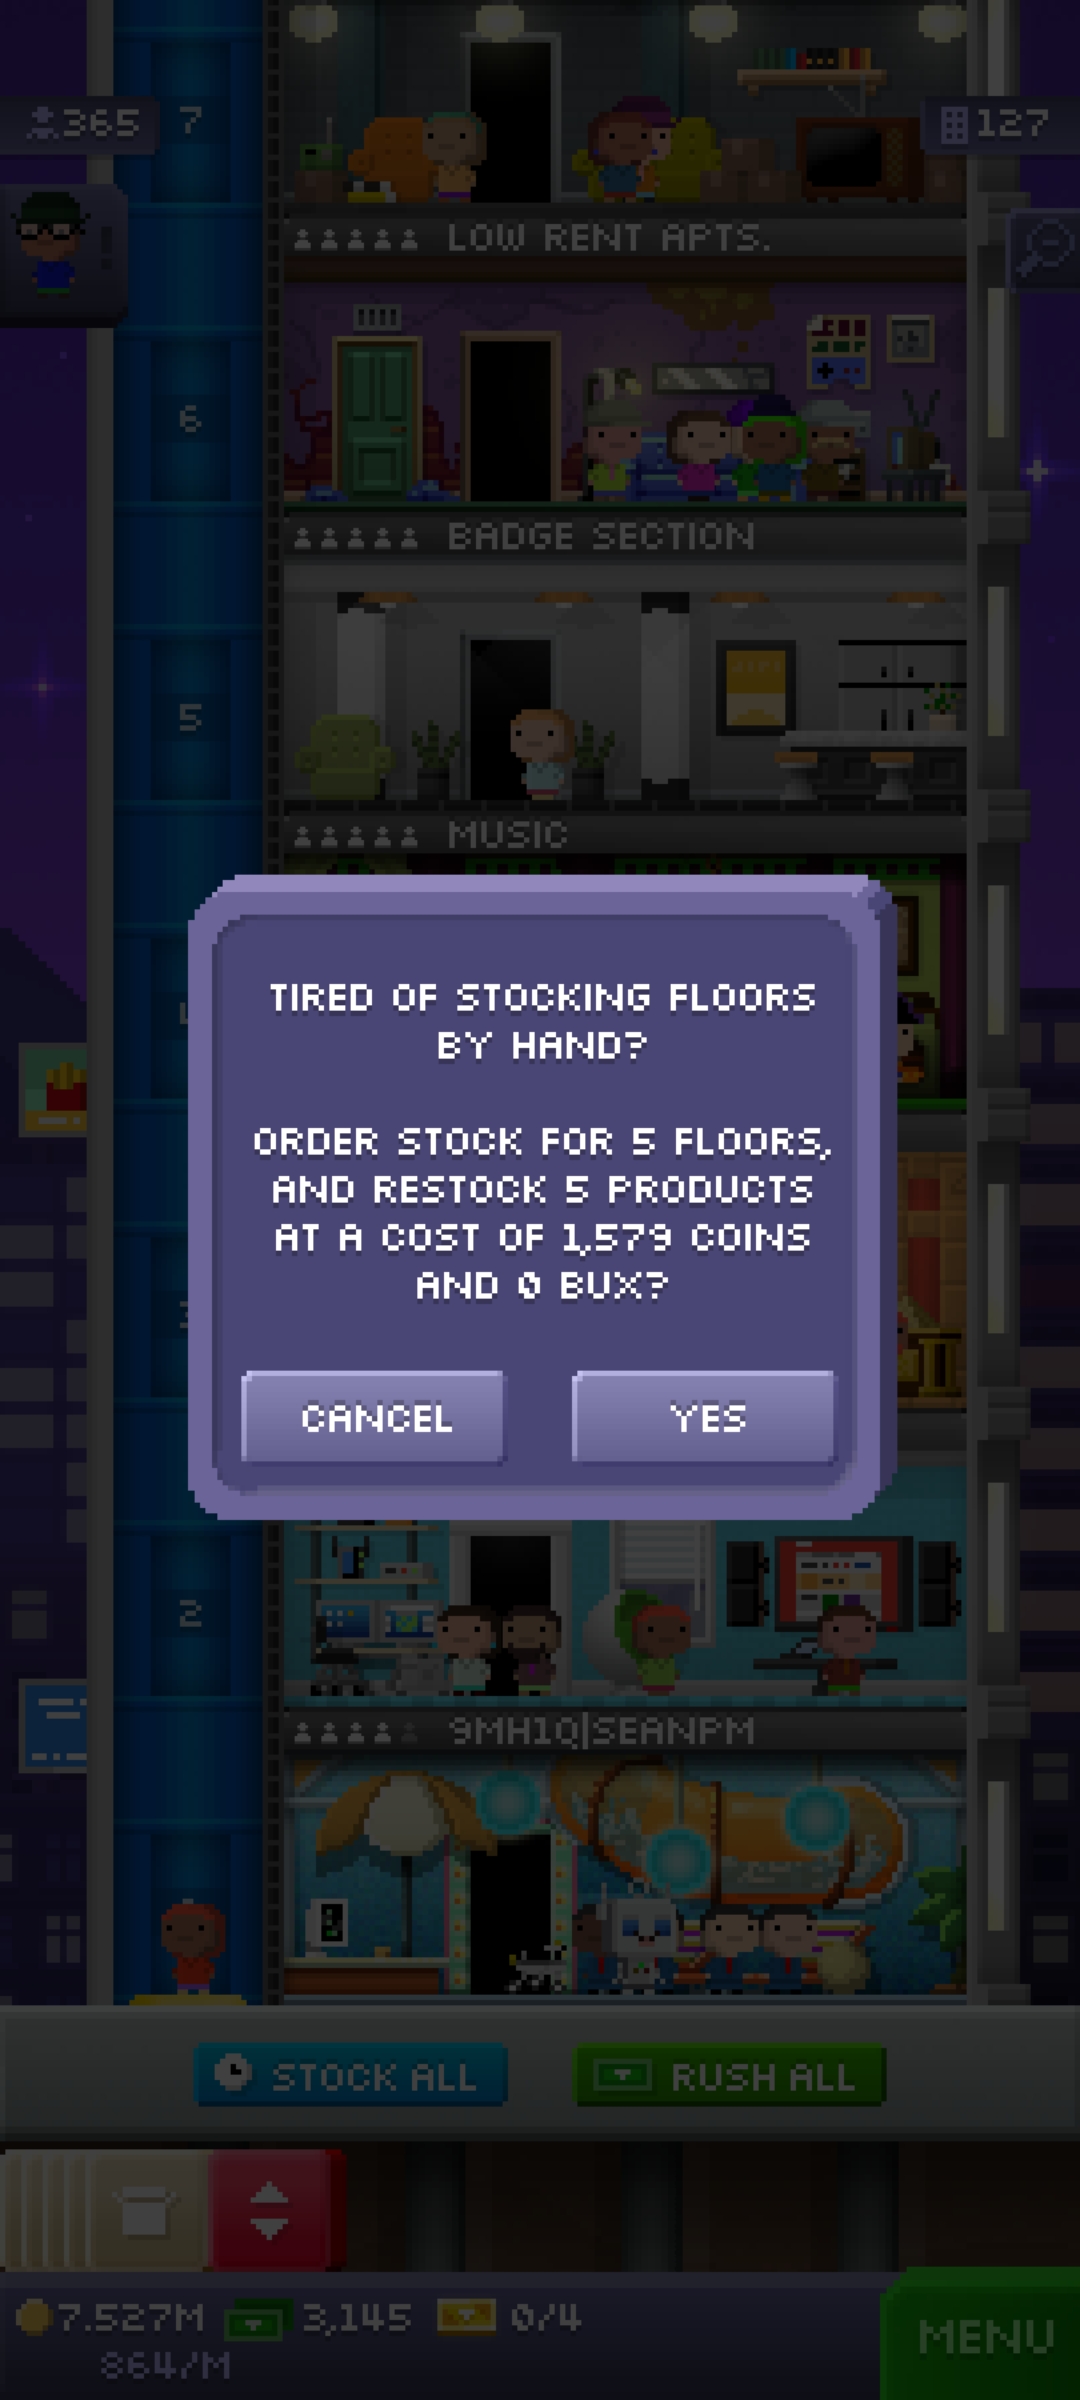 365
7
127
LOW RENT APTS.
6
BADGE SECTION
5
MUSIC
TIRED OF STOCKING FLOORS
BY HAND?
ORDER STOCK FOR 5 FLOORS,
AND RESTOCK 5 PRODUCTS
AT A COST OF 1,579 COINS
AND 0 BUX?
CANCEL
YES
2
9MH1Q|SEANPM
STOCK ALL
RUSH ALL
7.527M
3,145
0/4
864/M
MENU